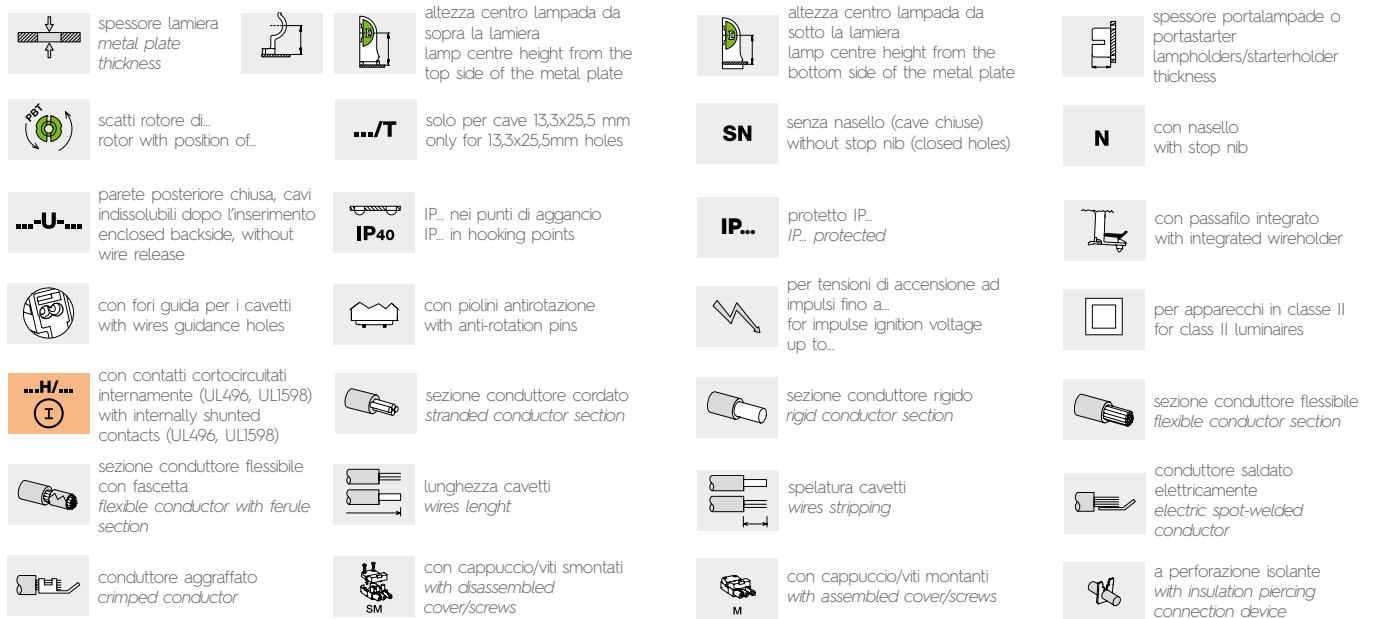 spessore lamiera
metal plate
thickness
altezza centro lampada da
sopra la lamiera
lamp centre height from the
top side of the metal plate
altezza centro lampada da
sotto la lamiera
lamp centre height from the
bottom side of the metal plate
spessore portalampade o
portastarter
lampholders/starterholder
thickness
PBT
scatti rotore di...
rotor with position of...
.../T
solo per cave 13,3x25,5 mm
only for 13,3x25,5mm holes
SN
senza nasello (cave chiuse)
without stop nib (closed holes)
N
con nasello
with stop nib
...-U-...
parete posteriore chiusa, cavi
indissolubili dopo l'inserimento
enclosed backside, without
wire release
IP40
IP... nei punti di aggancio
IP... in hooking points
IP...
protetto IP...
IP... protected
con passafilo integrato
with integrated wireholder
con fori guida per i cavetti
with wires guidance holes
con piolini antirotazione
with anti-rotation pins
per tensioni di accensione ad
impulsi fino a...
for impulse ignition voltage
up to...
per apparecchi in classe II
for class II luminaires
...H/...
I
con contatti cortocircuitati
internamente (UL496, UL1598)
with internally shunted
contacts (UL496, UL1598)
sezione conduttore cordato
stranded conductor section
sezione conduttore rigido
rigid conductor section
sezione conduttore flessibile
flexible conductor section
sezione conduttore flessibile
con fascetta
flexible conductor with ferule
section
lunghezza cavetti
wires lenght
spelatura cavetti
wires stripping
conduttore saldato
elettricamente
electric spot-welded
conductor
conduttore aggraffato
crimped conductor
SM
con cappuccio/viti smontati
with disassembled
cover/screws
M
con cappuccio/viti montanti
with assembled cover/screws
a perforazione isolante
with insulation piercing
connection device